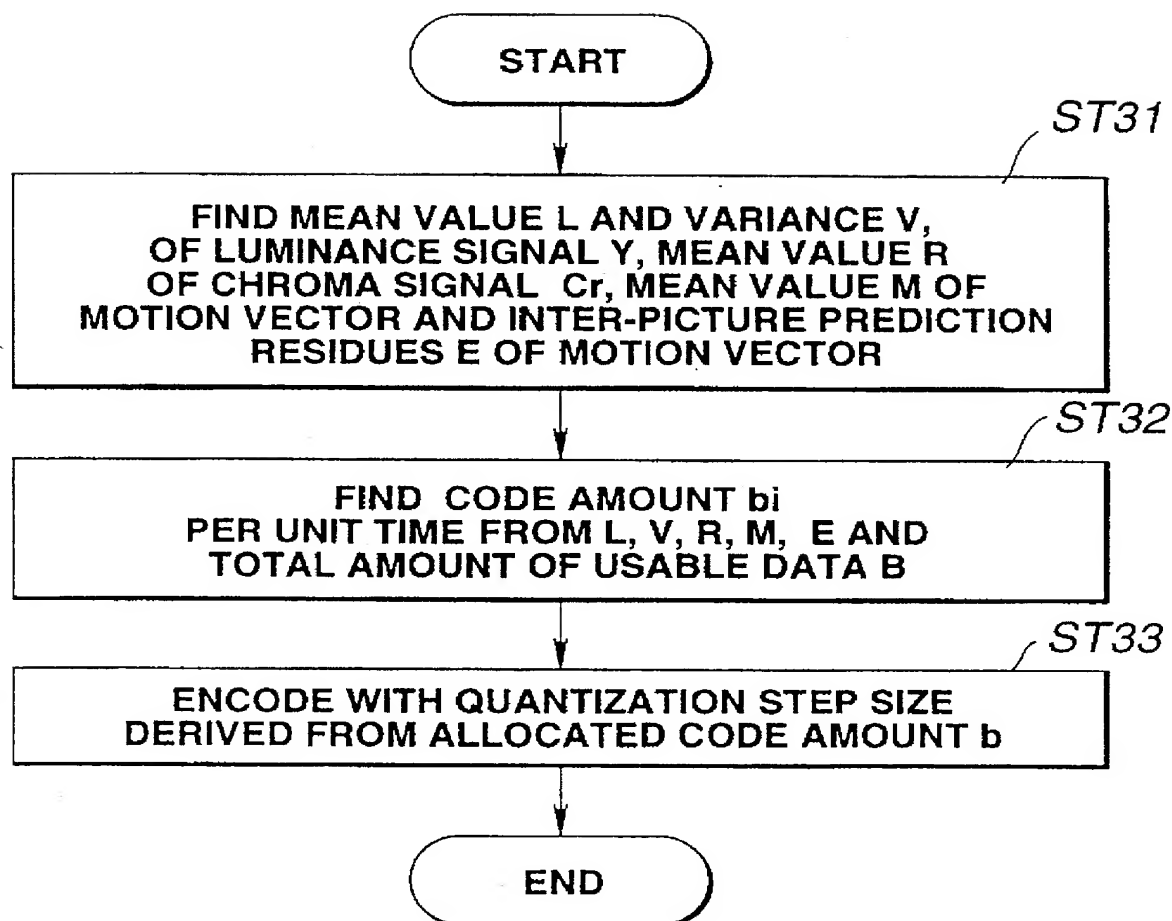 START
ST31
FIND MEAN VALUE L AND VARIANCE V,
OF LUMINANCE SIGNAL Y, MEAN VALUE R
OF CHROMA SIGNAL Cr, MEAN VALUE M OF
MOTION VECTOR AND INTER-PICTURE PREDICTION
RESIDUES E OF MOTION VECTOR
ST32
FIND CODE AMOUNT bi
PER UNIT TIME FROM L, V, R, M, E AND
TOTAL AMOUNT OF USABLE DATA B
ST33
ENCODE WITH QUANTIZATION STEP SIZE
DERIVED FROM ALLOCATED CODE AMOUNT b
END